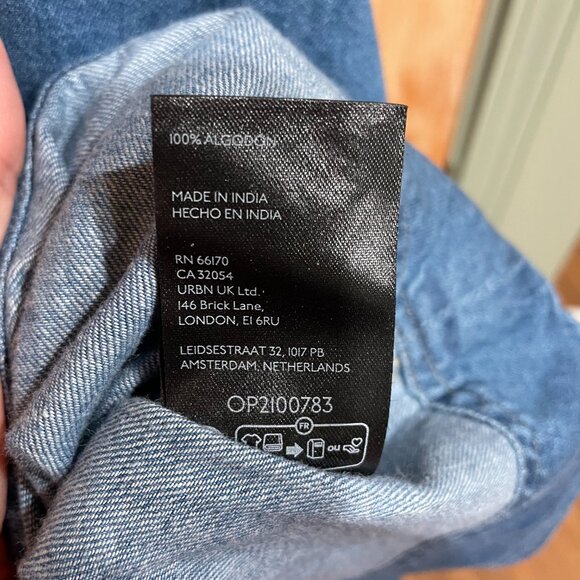 100% ALGODON
MADE IN INDIA
HECHO EN INDIA
RN 66170
CA 32054
URBN UK Ltd.
146 Brick Lane,
LONDON, E1 6RU
LEIDSESTRAAT 32, 1017 PB
AMSTERDAM, NETHERLANDS
OP2100783
FR
ou